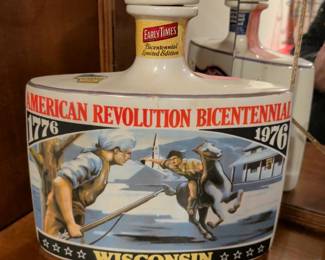 EARLY TIMES
Bicentennial
Limited Edition
AMERICAN REVOLUTION BICENTENNIAL
1776
1976
WISCONSIN